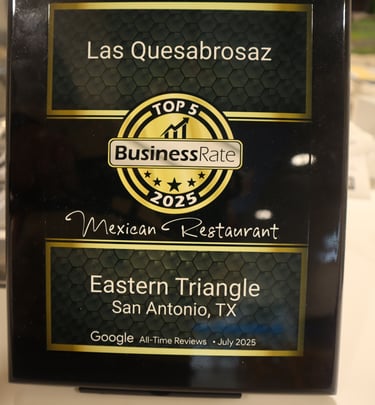 Las Quesabrosaz
TOP 5
BusinessRate
2025
Mexican Restaurant
Eastern Triangle
San Antonio, TX
Google All-Time Reviews • July 2025